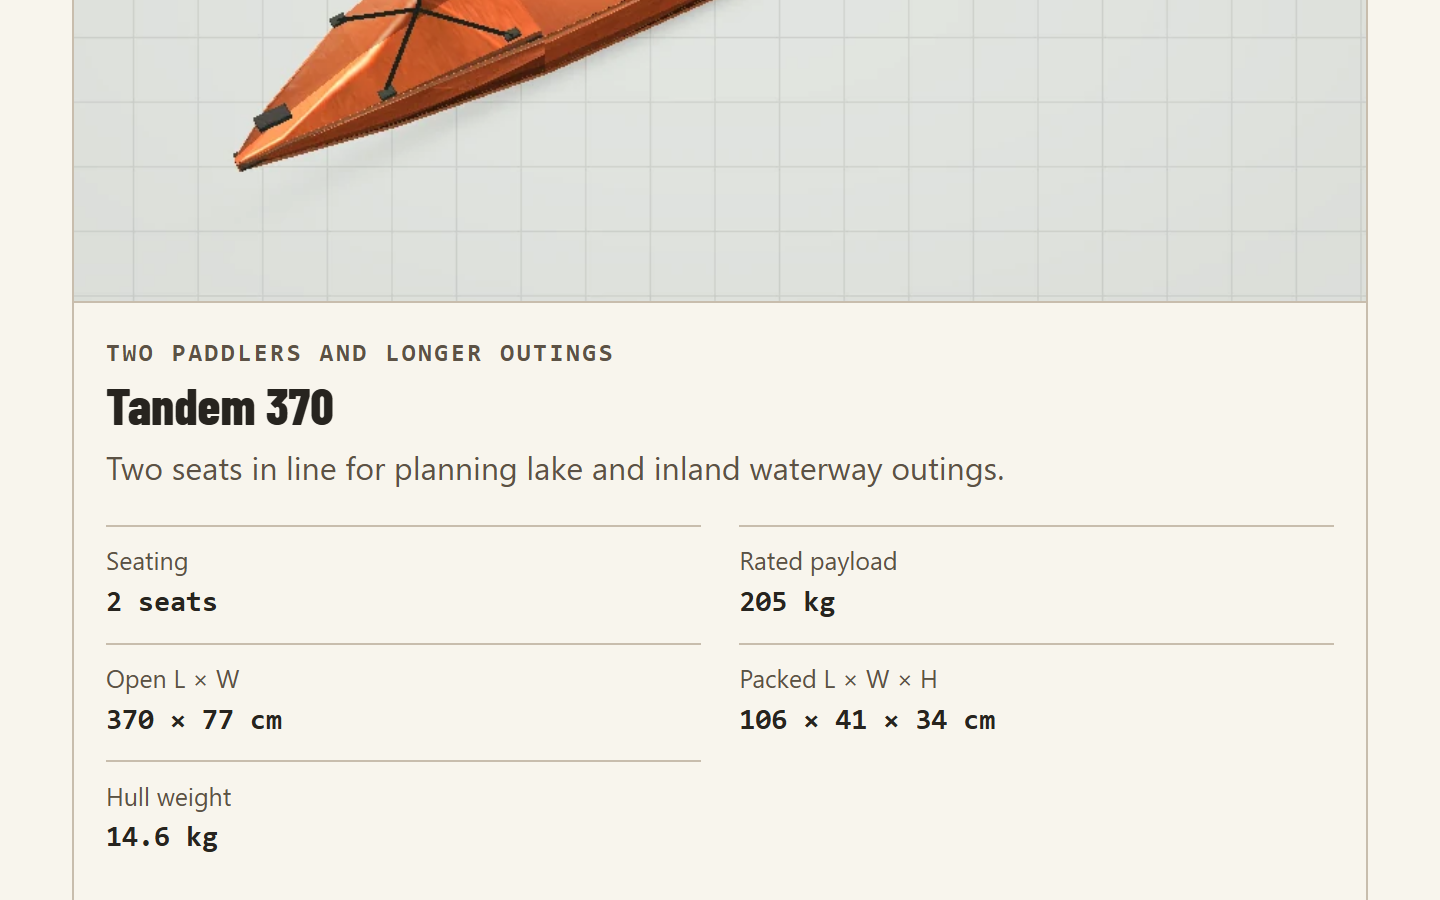 TWO PADDLERS AND LONGER OUTINGS
Tandem 370
Two seats in line for planning lake and inland waterway outings.
Seating
2 seats
Rated payload
205 kg
Open L × W
370 × 77 cm
Packed L × W × H
106 × 41 × 34 cm
Hull weight
14.6 kg